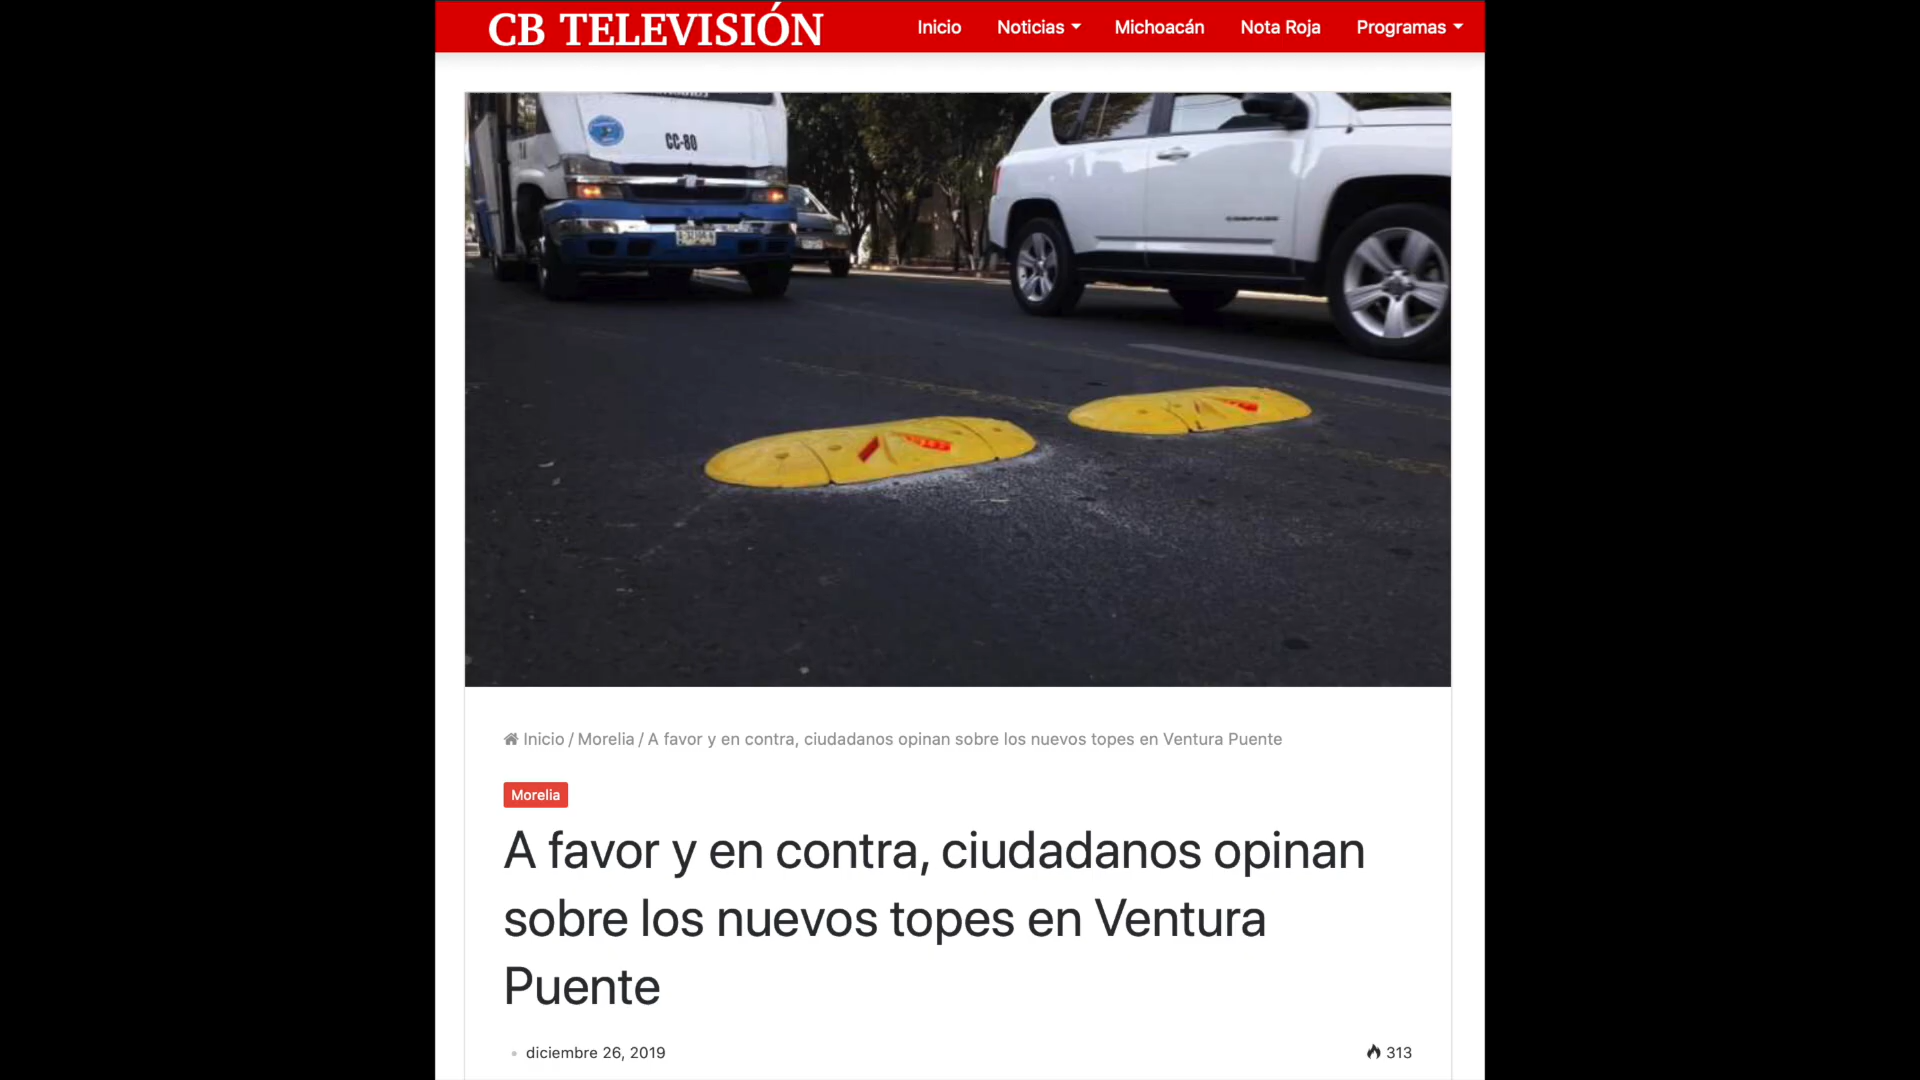 CB TELEVISIÓN
Inicio Noticias Michoacán Nota Roja Programas
CC-80
COMPASS
Inicio / Morelia / A favor y en contra, ciudadanos opinan sobre los nuevos topes en Ventura Puente
Morelia
A favor y en contra, ciudadanos opinan
sobre los nuevos topes en Ventura
Puente
diciembre 26, 2019
313